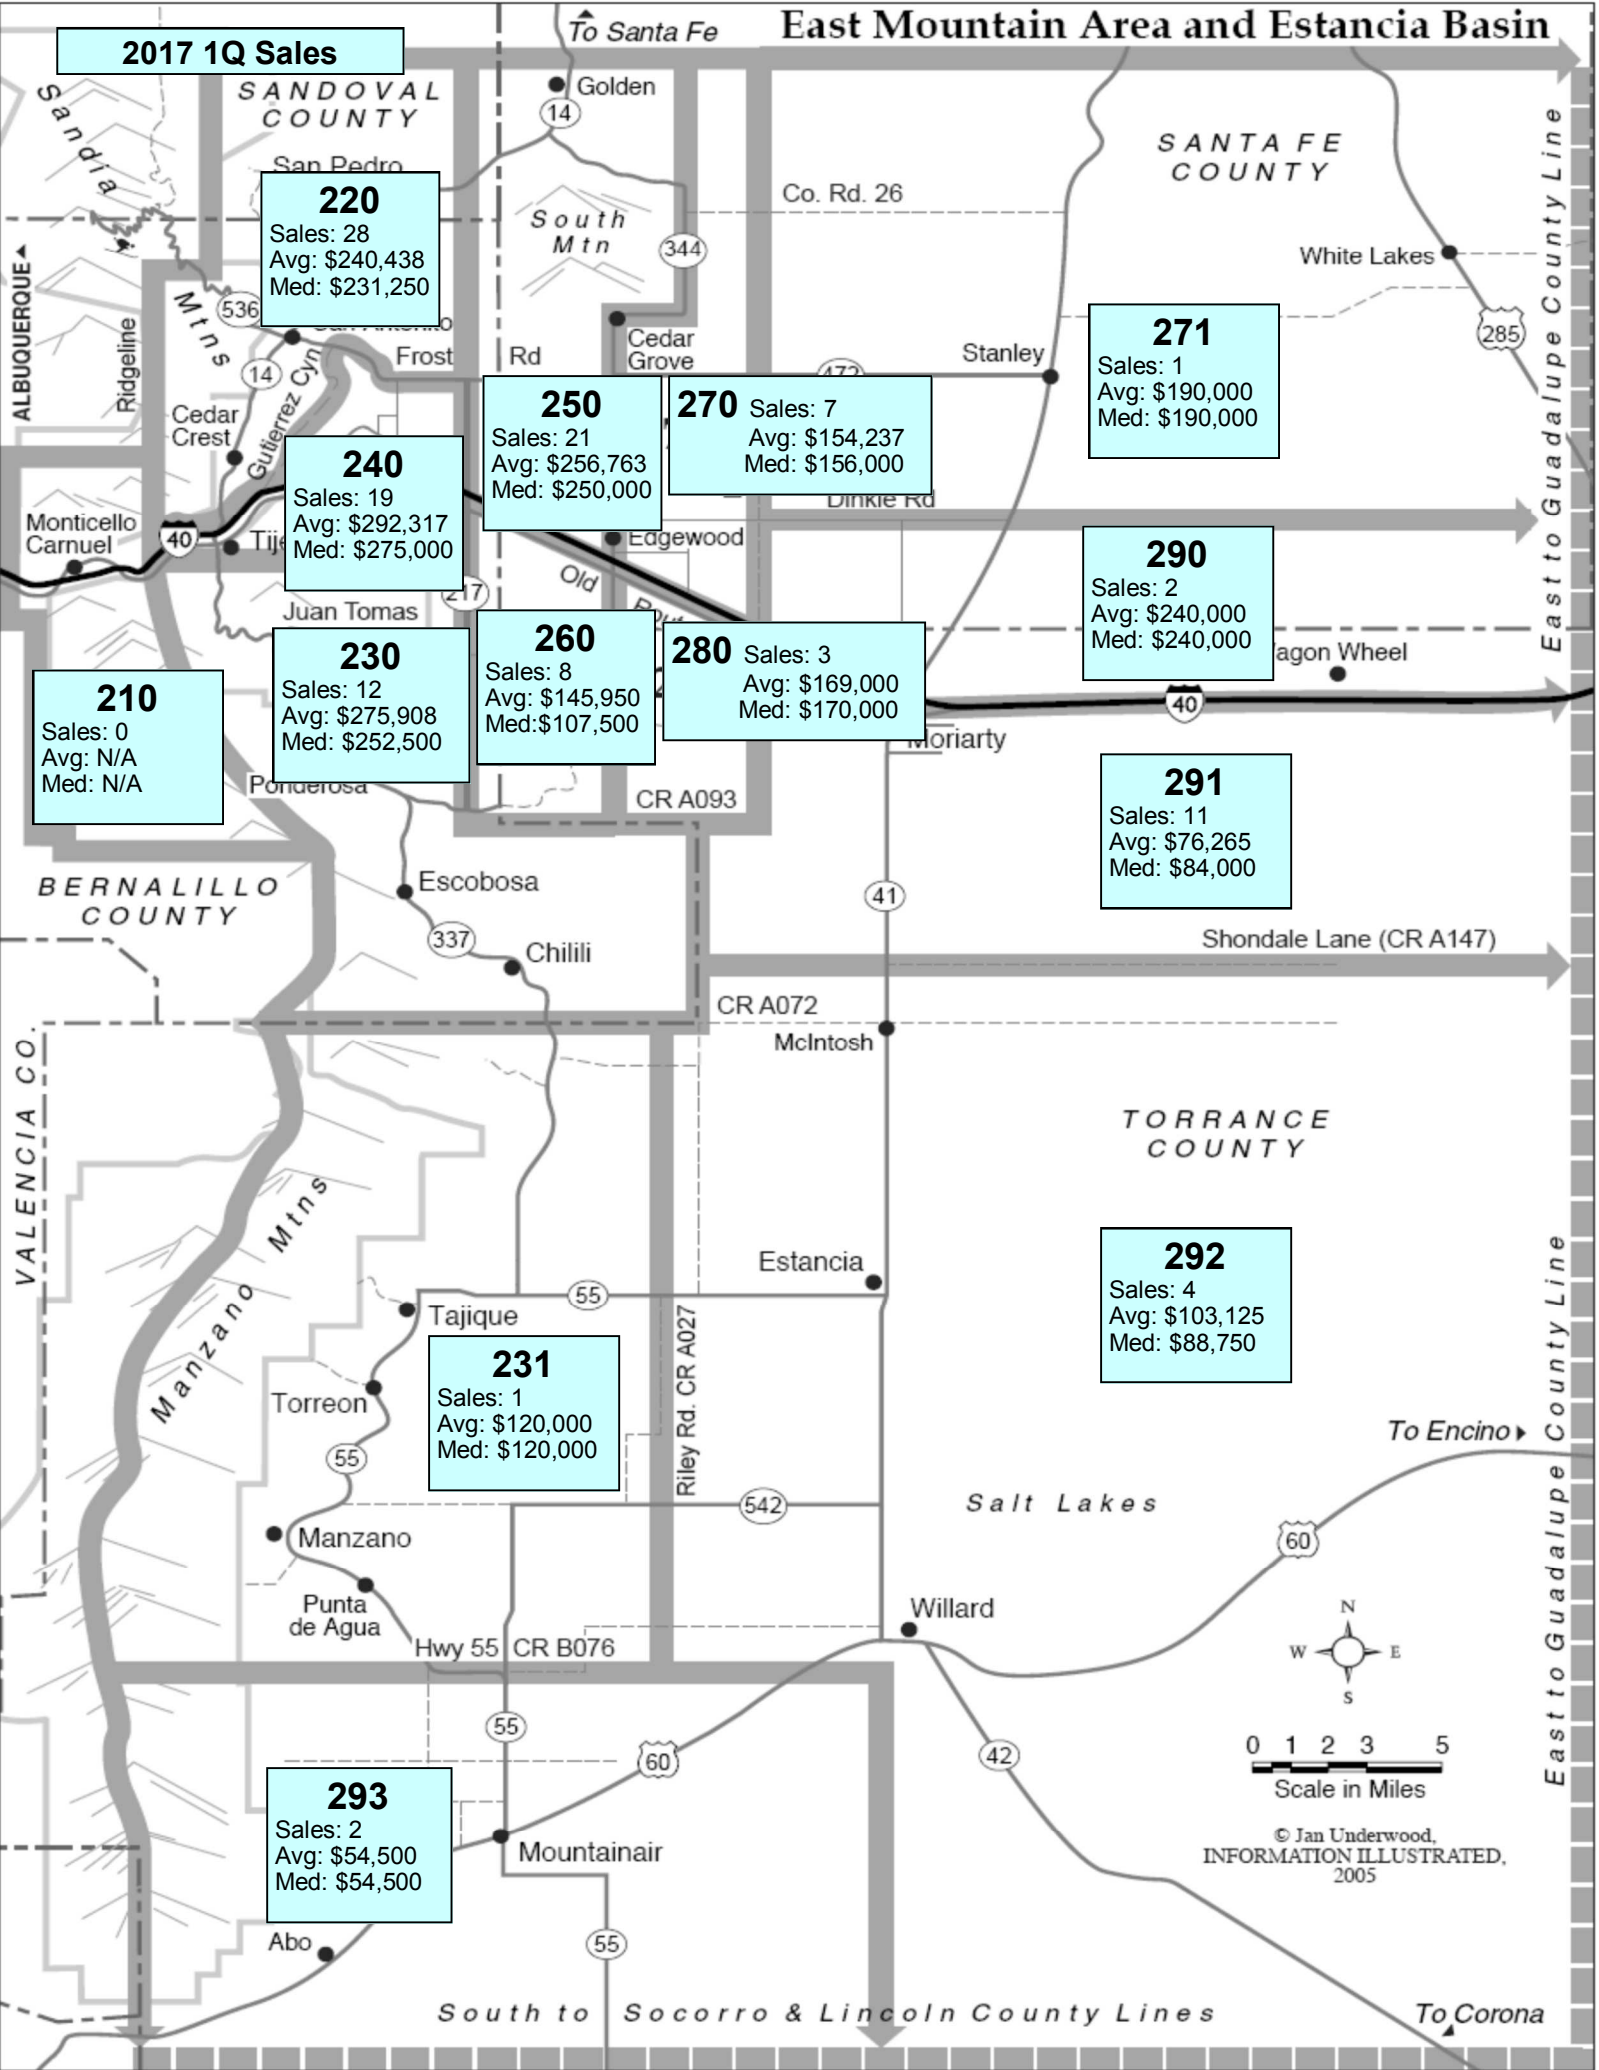 East Mountain Area and Estancia Basin
To Santa Fe
2017 1Q Sales
SANDOVAL
COUNTY
Golden
14
Sandia
Mtns
SANTA FE
COUNTY
East to Guadalupe County Line
San Pedro
220
Sales: 28
Avg: $240,438
Med: $231,250
South
Mtn
344
Co. Rd. 26
White Lakes
285
ALBUQUERQUE
Ridgeline
536
14
Cedar
Crest
Gutierrez Cyn
Frost
Rd
Cedar
Grove
472
Stanley
271
Sales: 1
Avg: $190,000
Med: $190,000
250
Sales: 21
Avg: $256,763
Med: $250,000
270 Sales: 7
Avg: $154,237
Med: $156,000
Dinkle Rd
240
Sales: 19
Avg: $292,317
Med: $275,000
Monticello
Carnuel
40
Edgewood
Old
217
Juan Tomas
290
Sales: 2
Avg: $240,000
Med: $240,000
210
Sales: 0
Avg: N/A
Med: N/A
230
Sales: 12
Avg: $275,908
Med: $252,500
260
Sales: 8
Avg: $145,950
Med:$107,500
280 Sales: 3
Avg: $169,000
Med: $170,000
agon Wheel
40
Moriarty
Ponderosa
CR A093
291
Sales: 11
Avg: $76,265
Med: $84,000
BERNALILLO
COUNTY
Escobosa
41
337
Chilili
Shondale Lane (CR A147)
CR A072
McIntosh
VALENCIA CO.
TORRANCE
COUNTY
Manzano Mtns
Estancia
55
Tajique
292
Sales: 4
Avg: $103,125
Med: $88,750
East to Guadalupe County Line
231
Sales: 1
Avg: $120,000
Med: $120,000
Riley Rd. CR A027
Torreon
55
To Encino
542
Salt Lakes
60
Manzano
Punta
de Agua
Willard
Hwy 55
CR B076
N
W
E
S
55
60
42
0 1 2 3 5
Scale in Miles
293
Sales: 2
Avg: $54,500
Med: $54,500
Mountainair
© Jan Underwood,
INFORMATION ILLUSTRATED,
2005
Abo
55
South to Socorro & Lincoln County Lines
To Corona